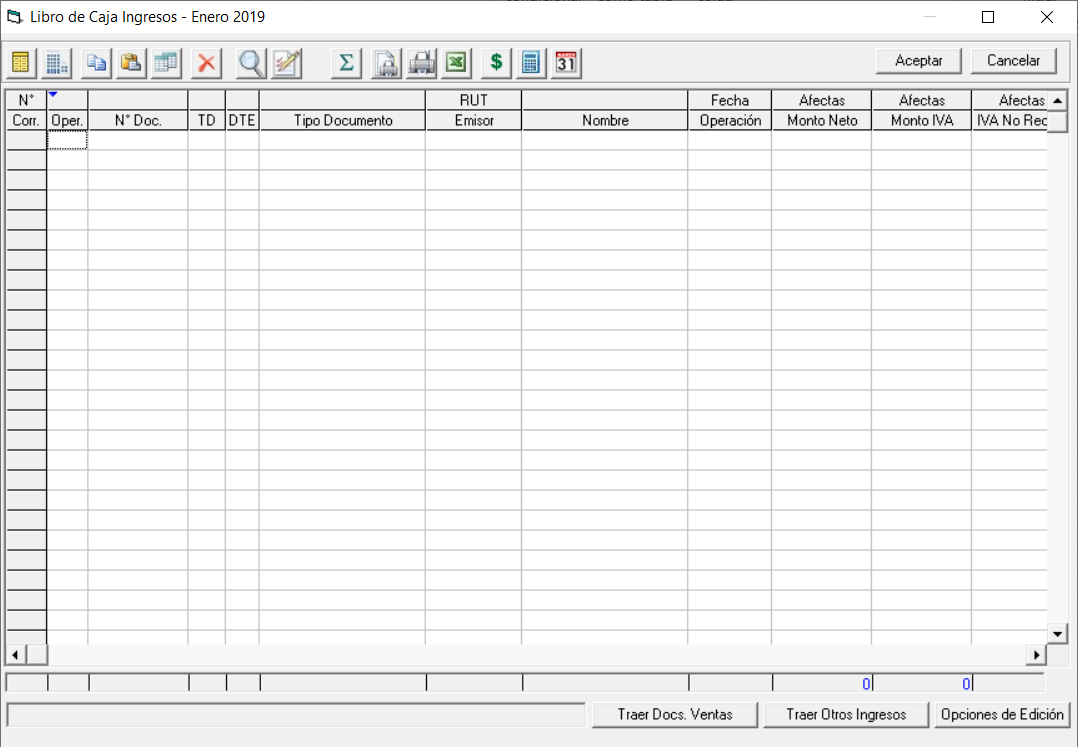 Libro de Caja Ingresos - Enero 2019
Σ
$
31
Aceptar
Cancelar
N° RUT Fecha Afectas Afectas Afectas
Corr. Oper. N° Doc. TD DTE Tipo Documento Emisor Nombre Operación Monto Neto Monto IVA IVA No Rec
0 0
Traer Docs. Ventas
Traer Otros Ingresos
Opciones de Edición